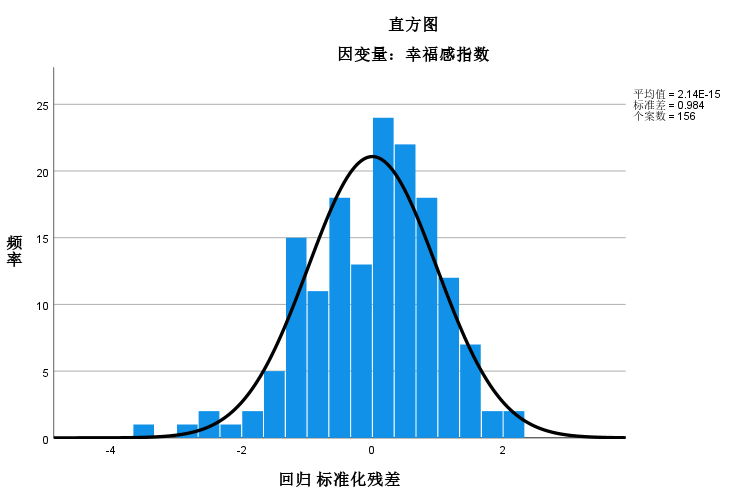 直方图
因变量：幸福感指数
平均值 = 2.14E-15
标准差 = 0.984
个案数 = 156
25
20
15
10
5
0
频率
-4
-2
0
2
回归 标准化残差